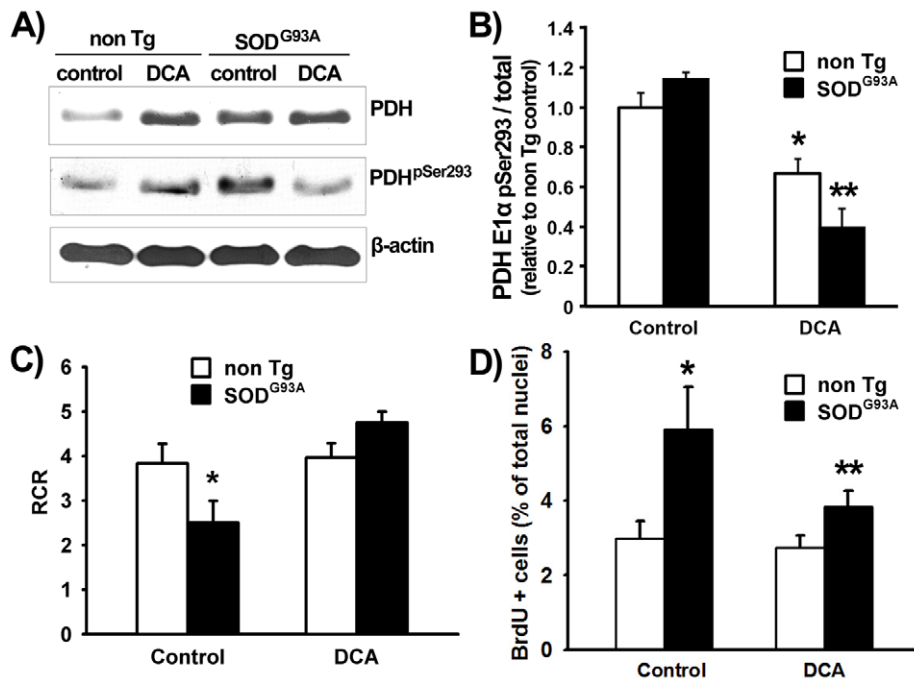 A)
non Tg SOD^G93A
control DCA control DCA
PDH
PDH^pSer293
β-actin
B)
PDH E1α pSer293 / total
(relative to non Tg control)
1.4
1.2
1.0
0.8
0.6
0.4
1.2
0
non Tg
SOD^G93A
*
**
Control DCA
C)
RCR
6
5
4
3
2
1
0
non Tg
SOD^G93A
*
Control DCA
D)
BrdU + cells (% of total nuclei)
8
6
4
2
0
non Tg
SOD^G93A
*
**
Control DCA